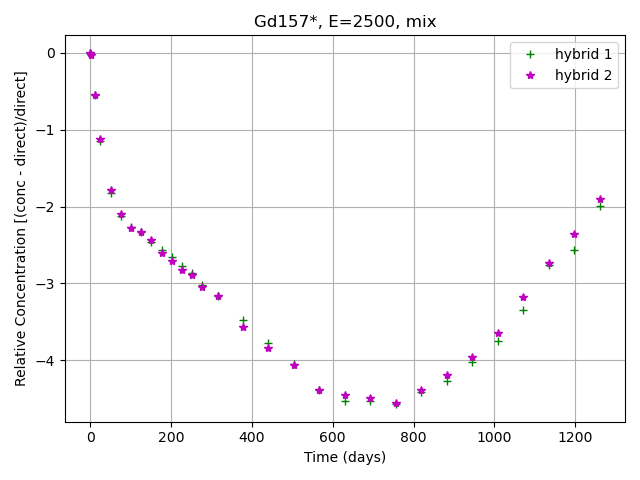 Gd157*, E=2500, mix
hybrid 1
hybrid 2
Relative Concentration [(conc - direct)/direct]
0
−1
−2
−3
−4
0 200 400 600 800 1000 1200
Time (days)